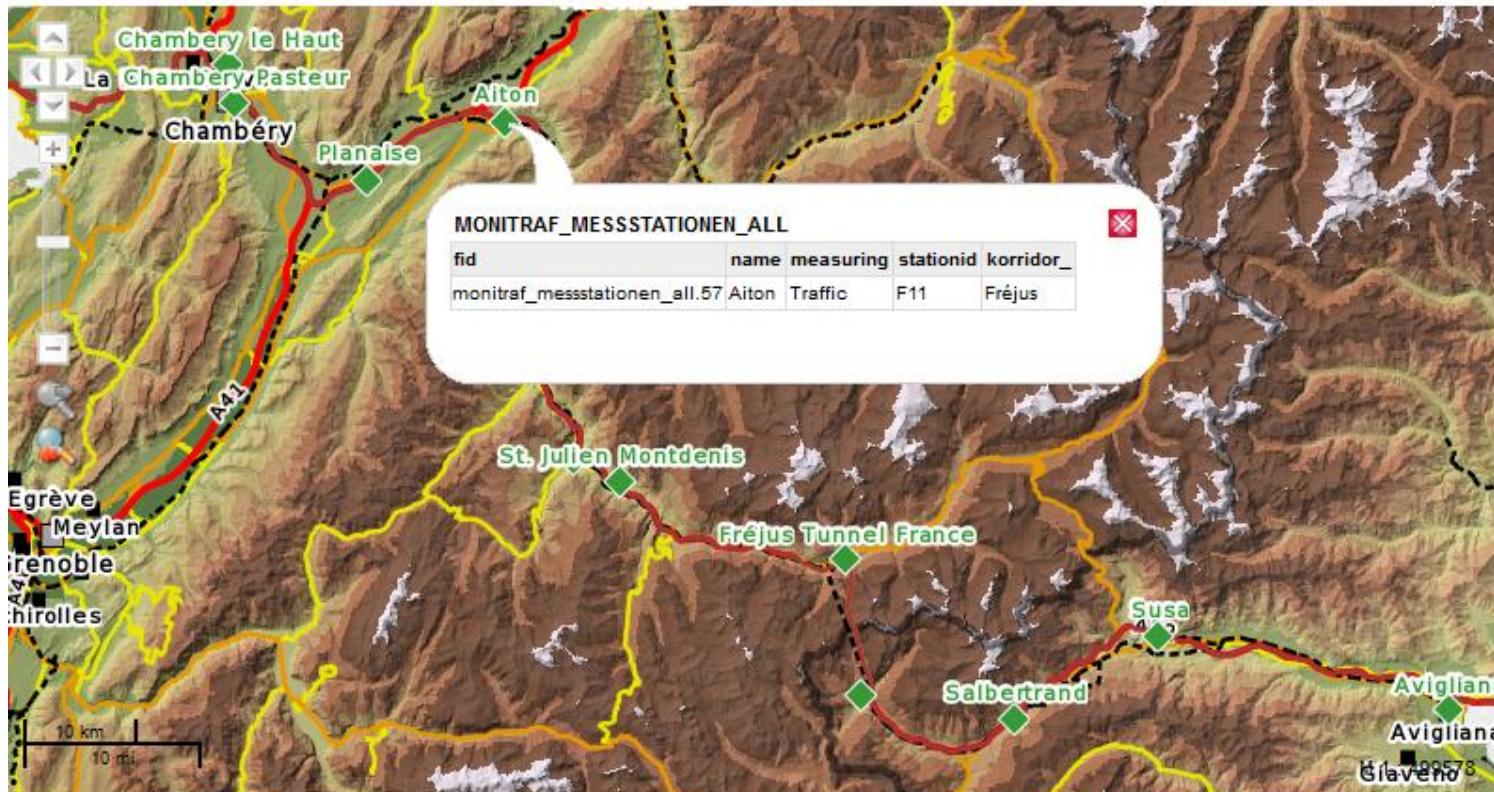 Chambery le Haut
La
Chambery Pasteur
Chambéry
Aiton
Planaise
MONITRAF_MESSSTATIONEN_ALL
fid name measuring stationid korridor_
monitraf_messstationen_all.57 Aiton Traffic F11 Fréjus
A41
St. Julien Montdenis
Egrève
Meylan
Grenoble
Fréjus Tunnel France
chirolles
Susa
Salbertrand
Aviglian
10 km
10 mi
Avigliana
Giaveno